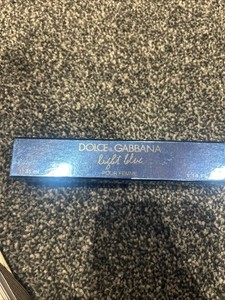 DOLCE & GABBANA
light blue
POUR FEMME